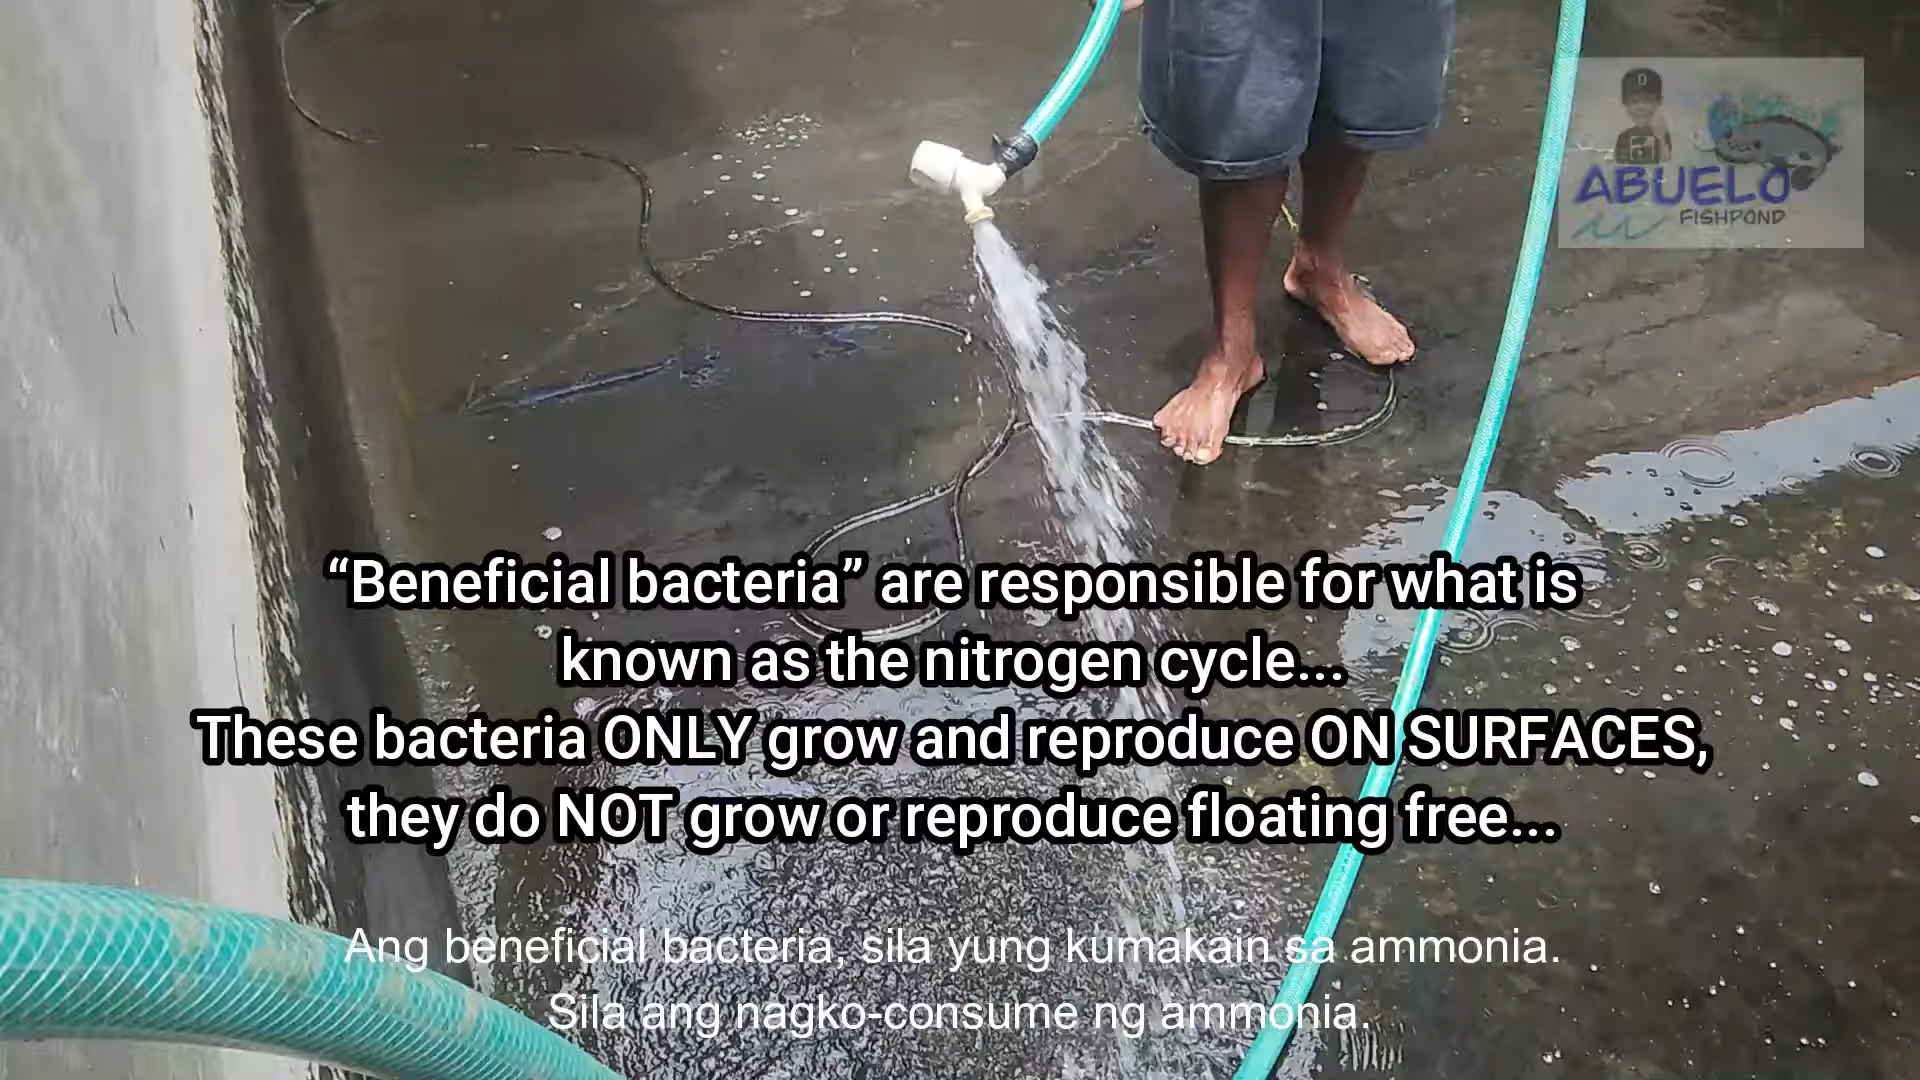 ABUELO
FISHPOND
“Beneficial bacteria” are responsible for what is
known as the nitrogen cycle...
These bacteria ONLY grow and reproduce ON SURFACES,
they do NOT grow or reproduce floating free...
Ang beneficial bacteria, sila yung kumakain sa ammonia.
Sila ang nagko-consume ng ammonia.